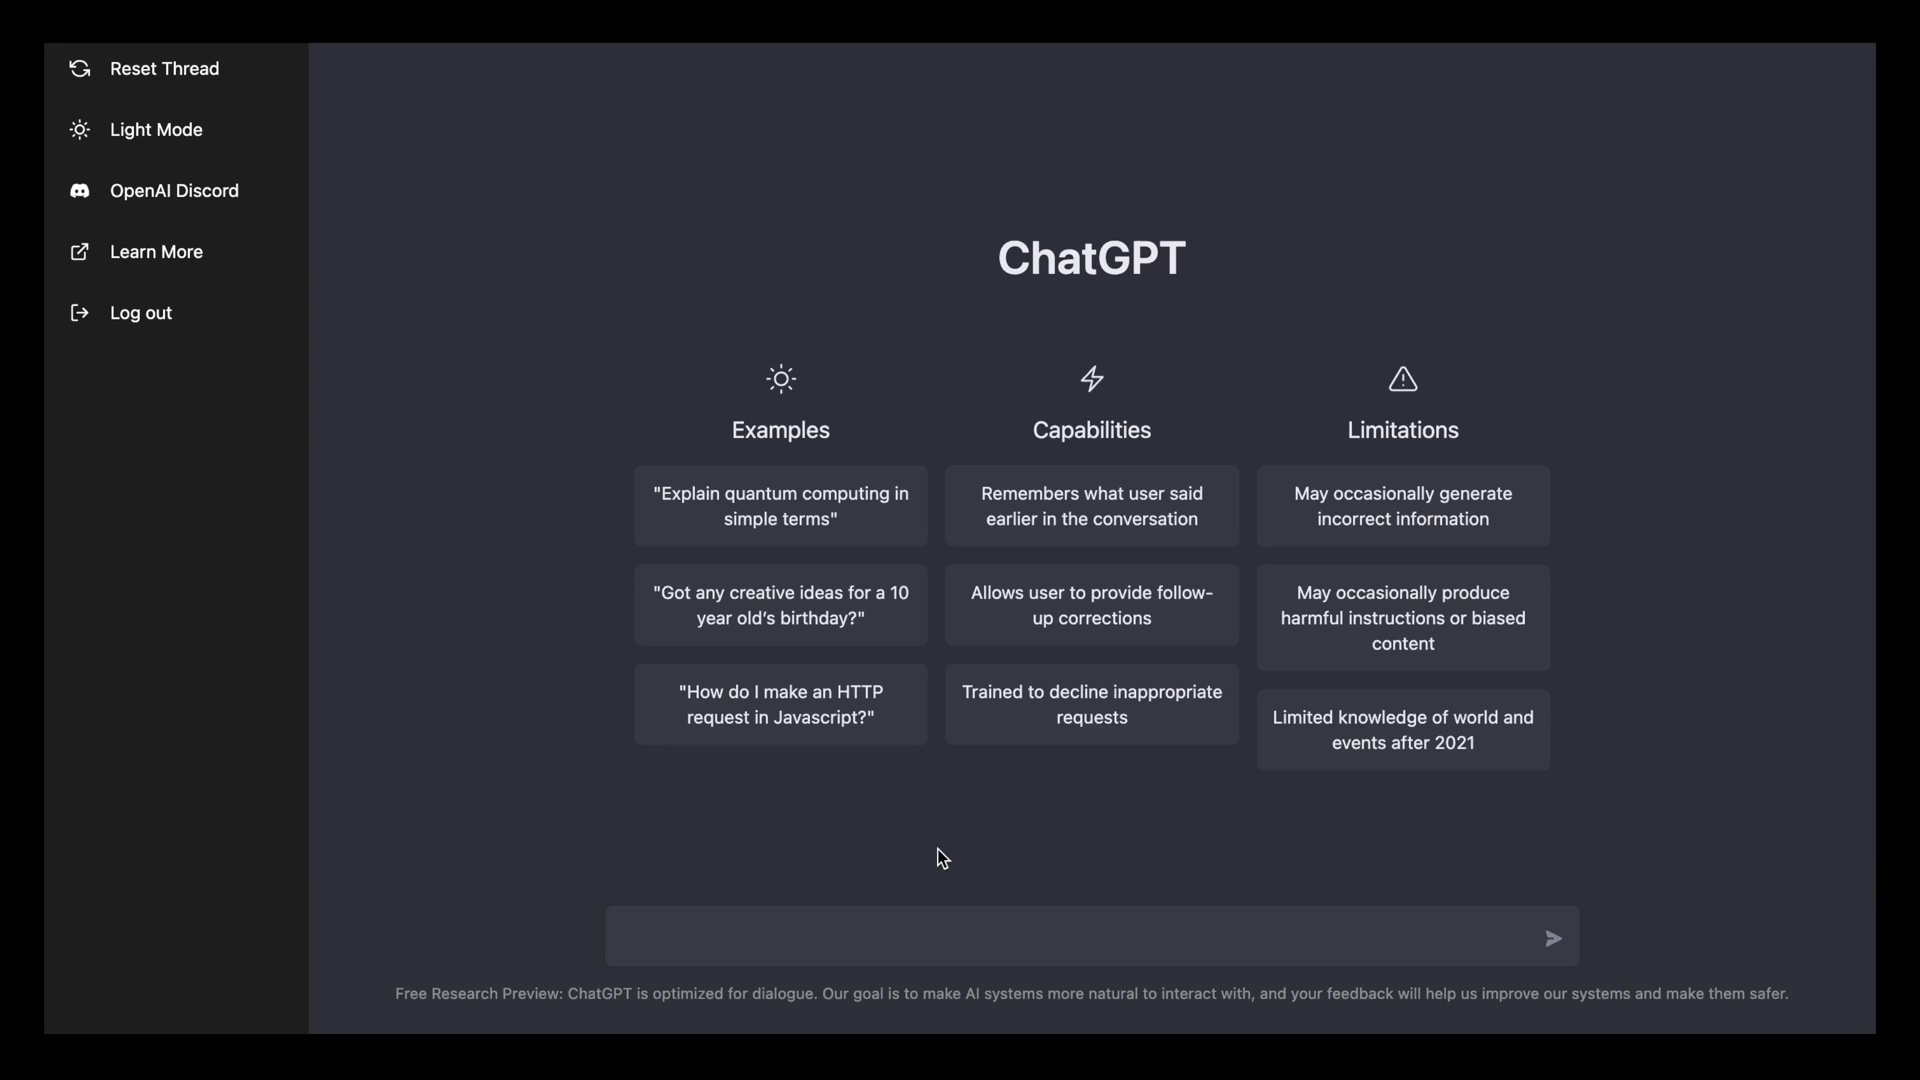 Reset Thread
Light Mode
OpenAI Discord
Learn More
Log out
ChatGPT
Examples
"Explain quantum computing in
simple terms"
"Got any creative ideas for a 10
year old’s birthday?"
"How do I make an HTTP
request in Javascript?"
Capabilities
Remembers what user said
earlier in the conversation
Allows user to provide follow-
up corrections
Trained to decline inappropriate
requests
Limitations
May occasionally generate
incorrect information
May occasionally produce
harmful instructions or biased
content
Limited knowledge of world and
events after 2021
Free Research Preview: ChatGPT is optimized for dialogue. Our goal is to make AI systems more natural to interact with, and your feedback will help us improve our systems and make them safer.